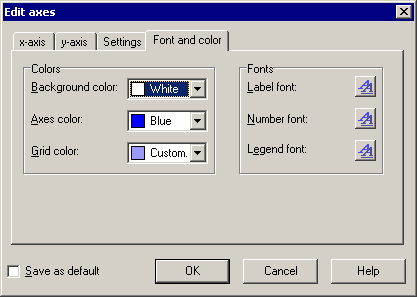 Edit axes
x-axis y-axis Settings Font and color
Colors Fonts
Background color: White Label font:
Axes color: Blue Number font:
Grid color: Custom. Legend font:
Save as default OK Cancel Help